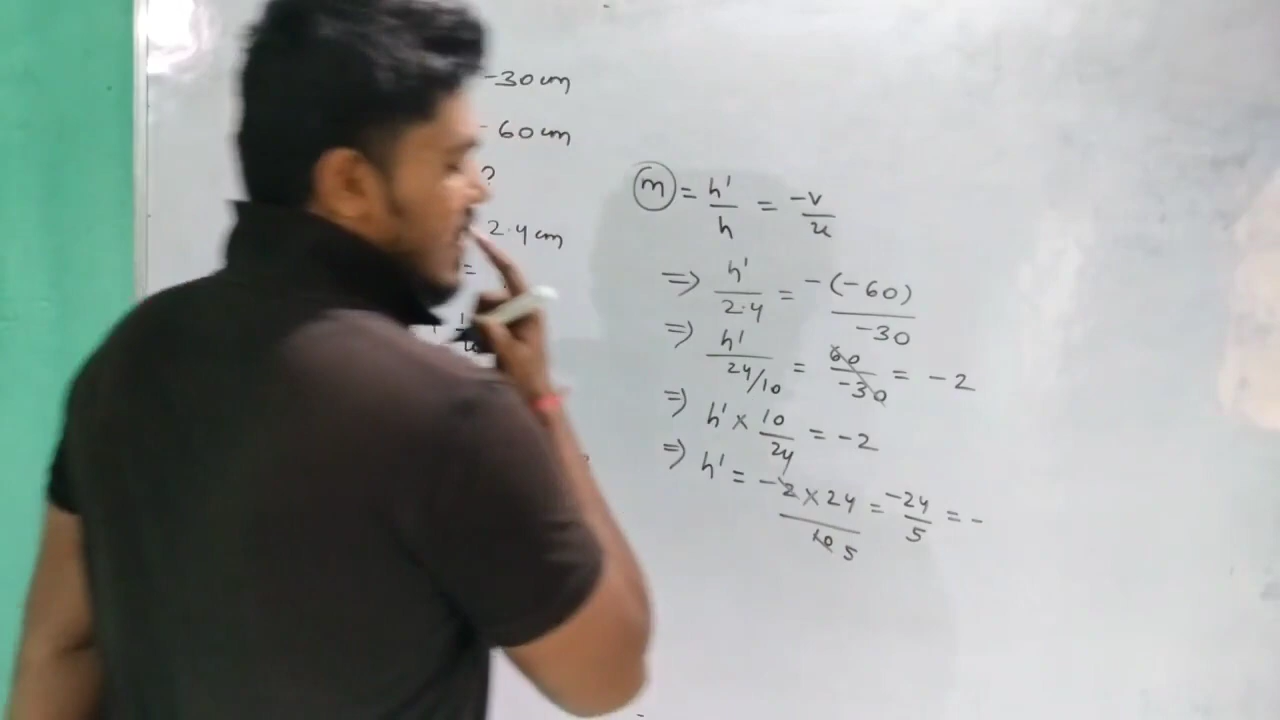 -30 cm
- 60 cm
?
2.4 cm
=
m = h'/h = -v/u
=> h'/2.4 = -(-60)/-30
=> h'/24/10 = 60/-30 = -2
=> h' × 10/24 = -2
=> h' = -2 × 24/10 5 = -24/5 = -